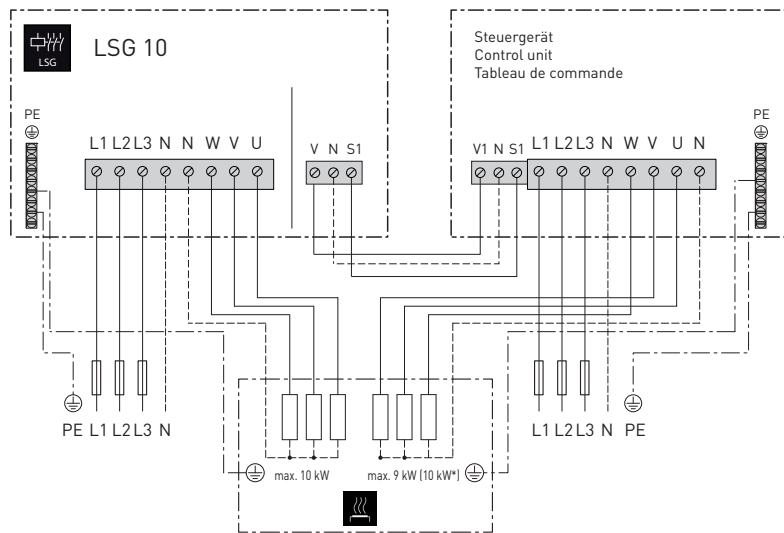 LSG
LSG 10
Steuergerät
Control unit
Tableau de commande
PE
PE
L1 L2 L3 N N W V U
V N S1
V1 N S1
L1 L2 L3 N W V U N
PE L1 L2 L3 N
L1 L2 L3 N PE
max. 10 kW
max. 9 kW (10 kW*)